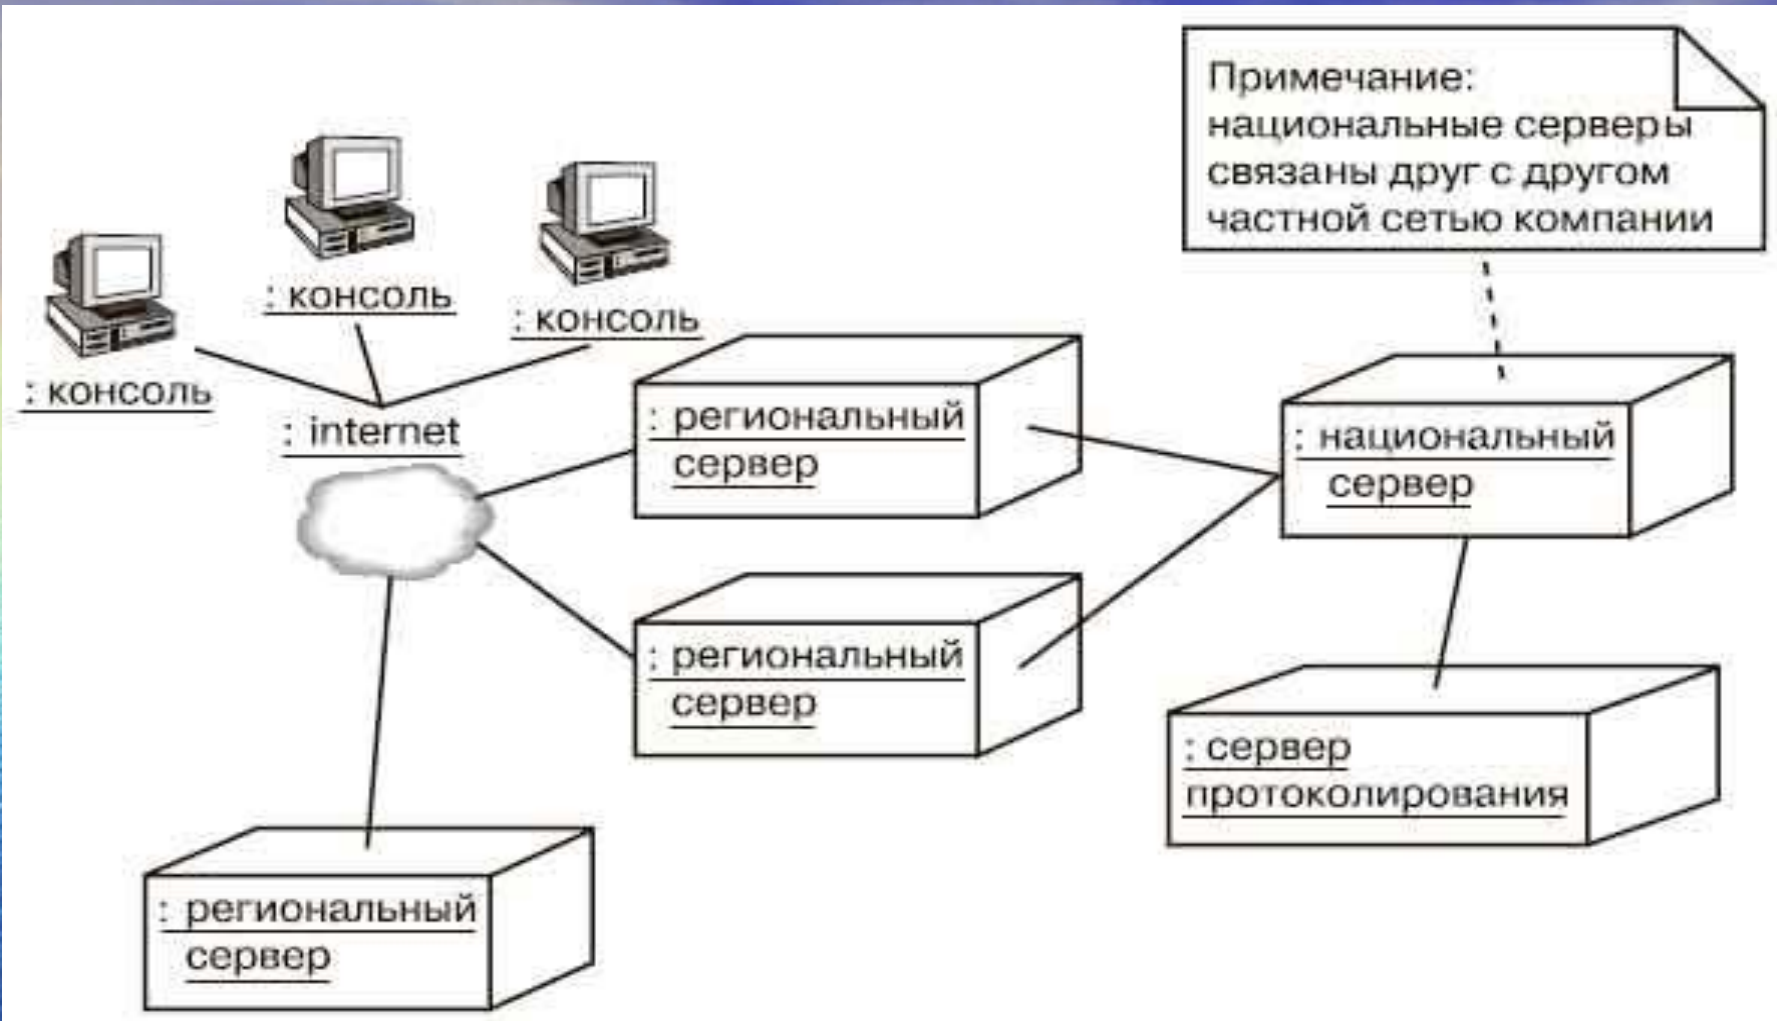 Примечание:
национальные серверы
связаны друг с другом
частной сетью компании
: консоль
: консоль
: консоль
: internet
: региональный
сервер
: национальный
сервер
: региональный
сервер
: сервер
протоколирования
: региональный
сервер